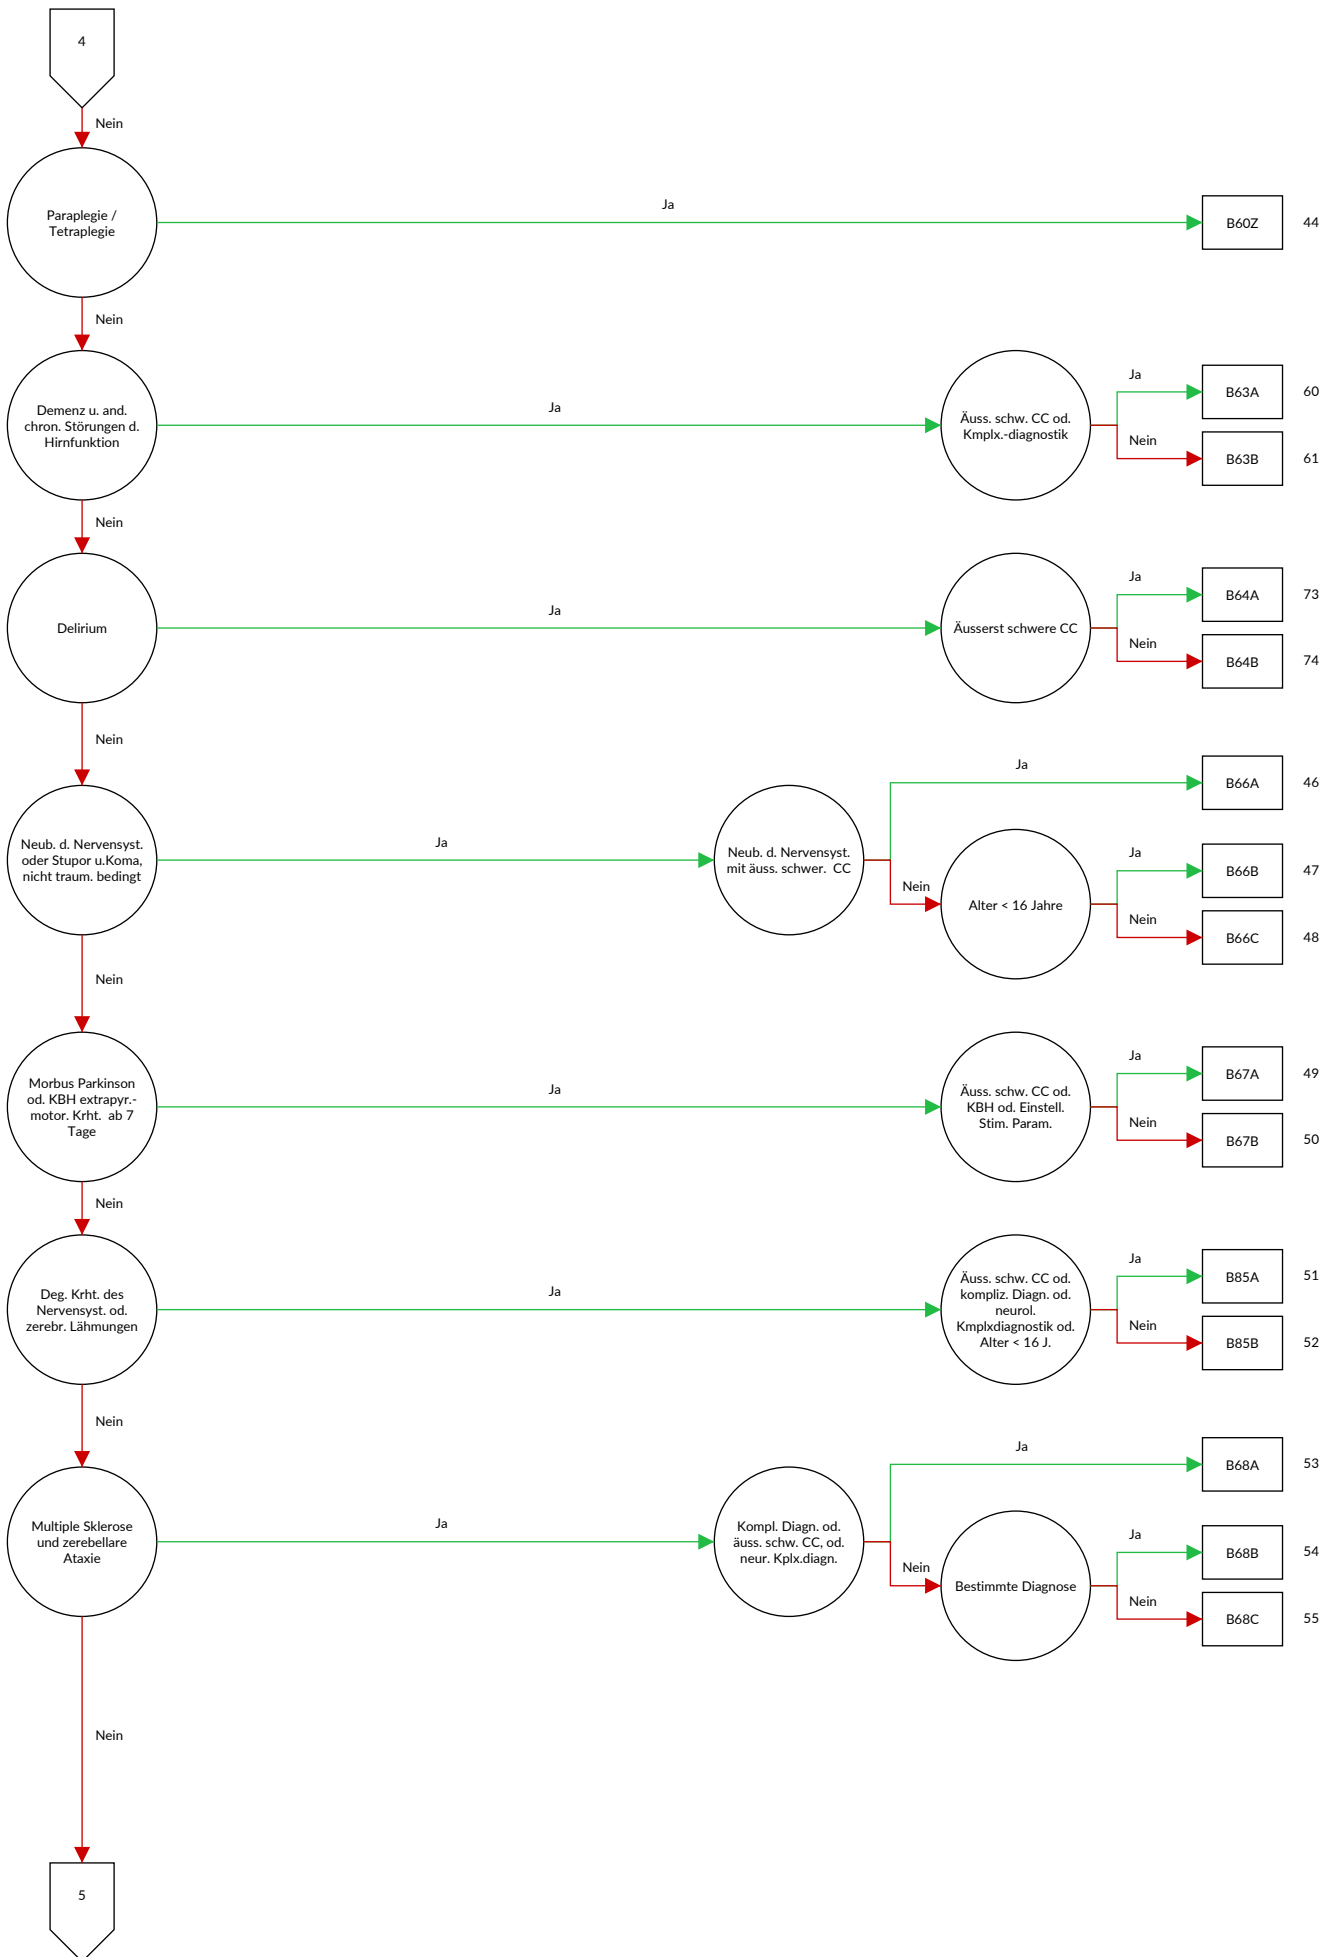 4
Nein
Paraplegie /
Tetraplegie
Ja
B60Z
44
Nein
Demenz u. and.
chron. Störungen d.
Hirnfunktion
Ja
Äuss. schw. CC od.
Kmplx.-diagnostik
Ja
B63A
60
Nein
B63B
61
Nein
Delirium
Ja
Äusserst schwere CC
Ja
B64A
73
Nein
B64B
74
Nein
Neub. d. Nervensyst.
oder Stupor u.Koma,
nicht traum. bedingt
Ja
Neub. d. Nervensyst.
mit äuss. schwer. CC
Ja
B66A
46
Nein
Alter < 16 Jahre
Ja
B66B
47
Nein
B66C
48
Nein
Morbus Parkinson
od. KBH extrapyr.-
motor. Krht. ab 7
Tage
Ja
Äuss. schw. CC od.
KBH od. Einstell.
Stim. Param.
Ja
B67A
49
Nein
B67B
50
Nein
Deg. Krht. des
Nervensyst. od.
zerebr. Lähmungen
Ja
Äuss. schw. CC od.
kompliz. Diagn. od.
neurol.
Kmplxdiagnostik od.
Alter < 16 J.
Ja
B85A
51
Nein
B85B
52
Nein
Multiple Sklerose
und zerebellare
Ataxie
Ja
Kompl. Diagn. od.
äuss. schw. CC, od.
neur. Kplx.diagn.
Ja
B68A
53
Nein
Bestimmte Diagnose
Ja
B68B
54
Nein
B68C
55
Nein
5